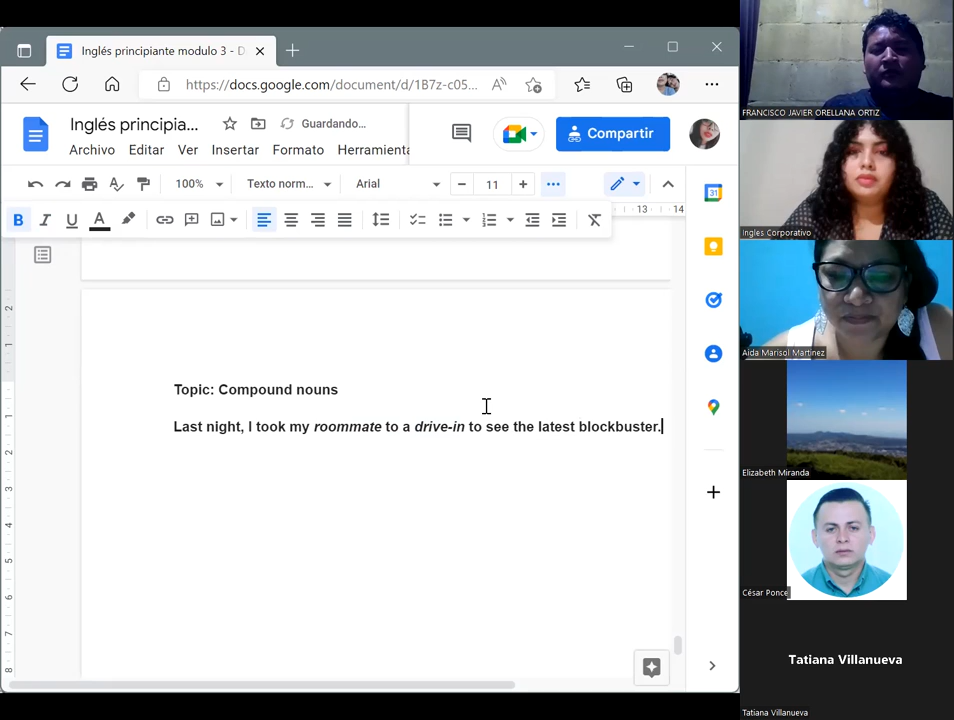 Inglés principiante modulo 3 - D
https://docs.google.com/document/d/1B7z-c05...
Inglés principia...
Guardando...
Compartir
Archivo Editar Ver Insertar Formato Herramienta
100% Texto norm... Arial 11
13 14
Topic: Compound nouns
Last night, I took my roommate to a drive-in to see the latest blockbuster.
FRANCISCO JAVIER ORELLANA ORTIZ
Ingles Corporativo
Aida Marisol Martinez
Elizabeth Miranda
César Ponce
Tatiana Villanueva
Tatiana Villanueva